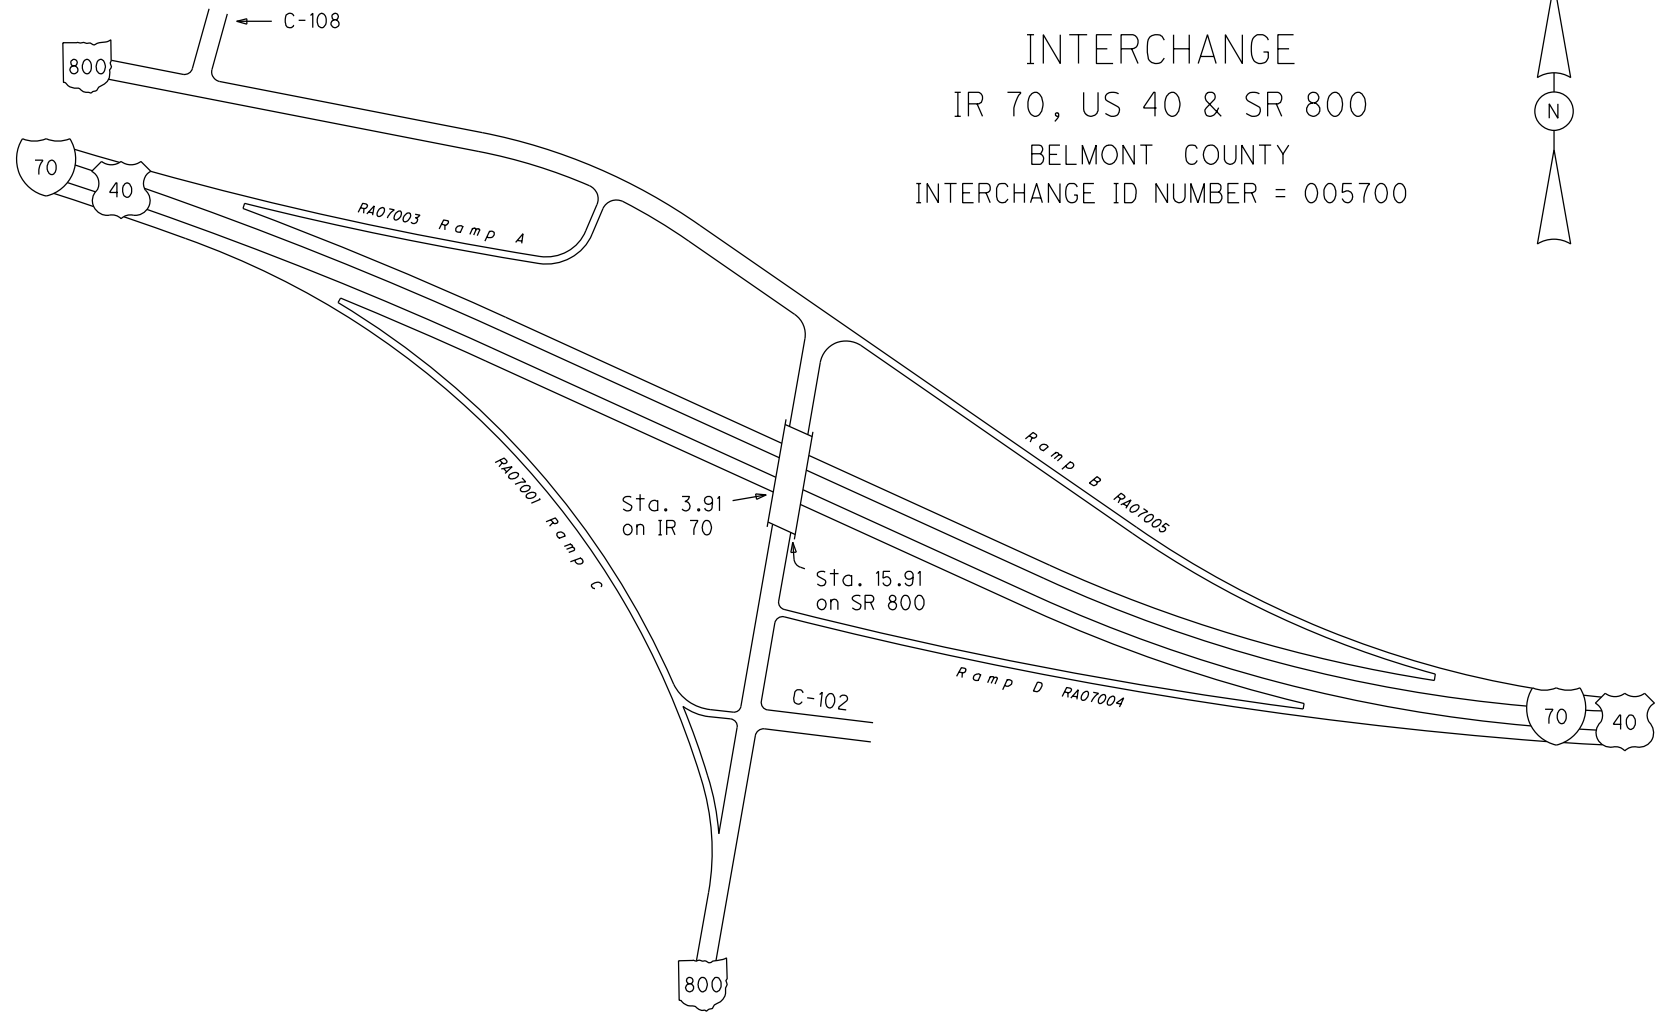 C-108
800
INTERCHANGE
IR 70, US 40 & SR 800
BELMONT COUNTY
INTERCHANGE ID NUMBER = 005700
N
70
40
RA07003 Ramp A
Ramp B RA07005
RA07001 Ramp C
Sta. 3.91
on IR 70
Sta. 15.91
on SR 800
Ramp D RA07004
C-102
70
40
800